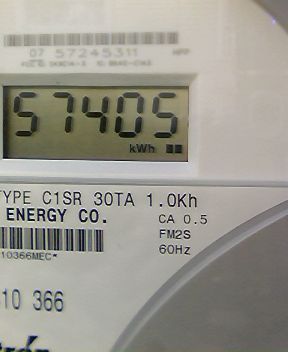 07 57245311
57405
kWh
TYPE C1SR 30TA 1.0Kh
ENERGY CO.
CA 0.5
FM2S
60Hz
10366MEC*
10 366